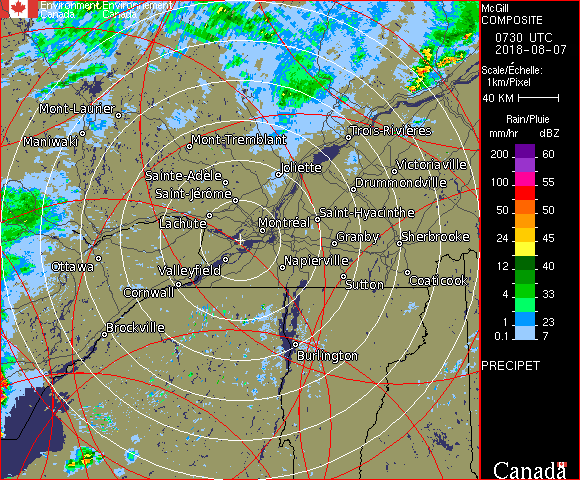 Environment Environnement
Canada Canada
McGill
COMPOSITE
0730 UTC
2018-08-07
Scale/Échelle:
1km/Pixel
40 KM
Rain/Pluie
mm/hr dBZ
200 60
100 55
50 50
24 45
12 40
4 33
1 23
0.1 7
PRECIPET
Mont-Laurier
Maniwaki
Mont-Tremblant
Trois-Rivières
Joliette
Victoriaville
Sainte-Adèle
Drummondville
Saint-Jérôme
Saint-Hyacinthe
Lachute
Montréal
Granby
Sherbrooke
Ottawa
Valleyfield
Napierville
Cornwall
Sutton
Coaticook
Brockville
Burlington
Canada